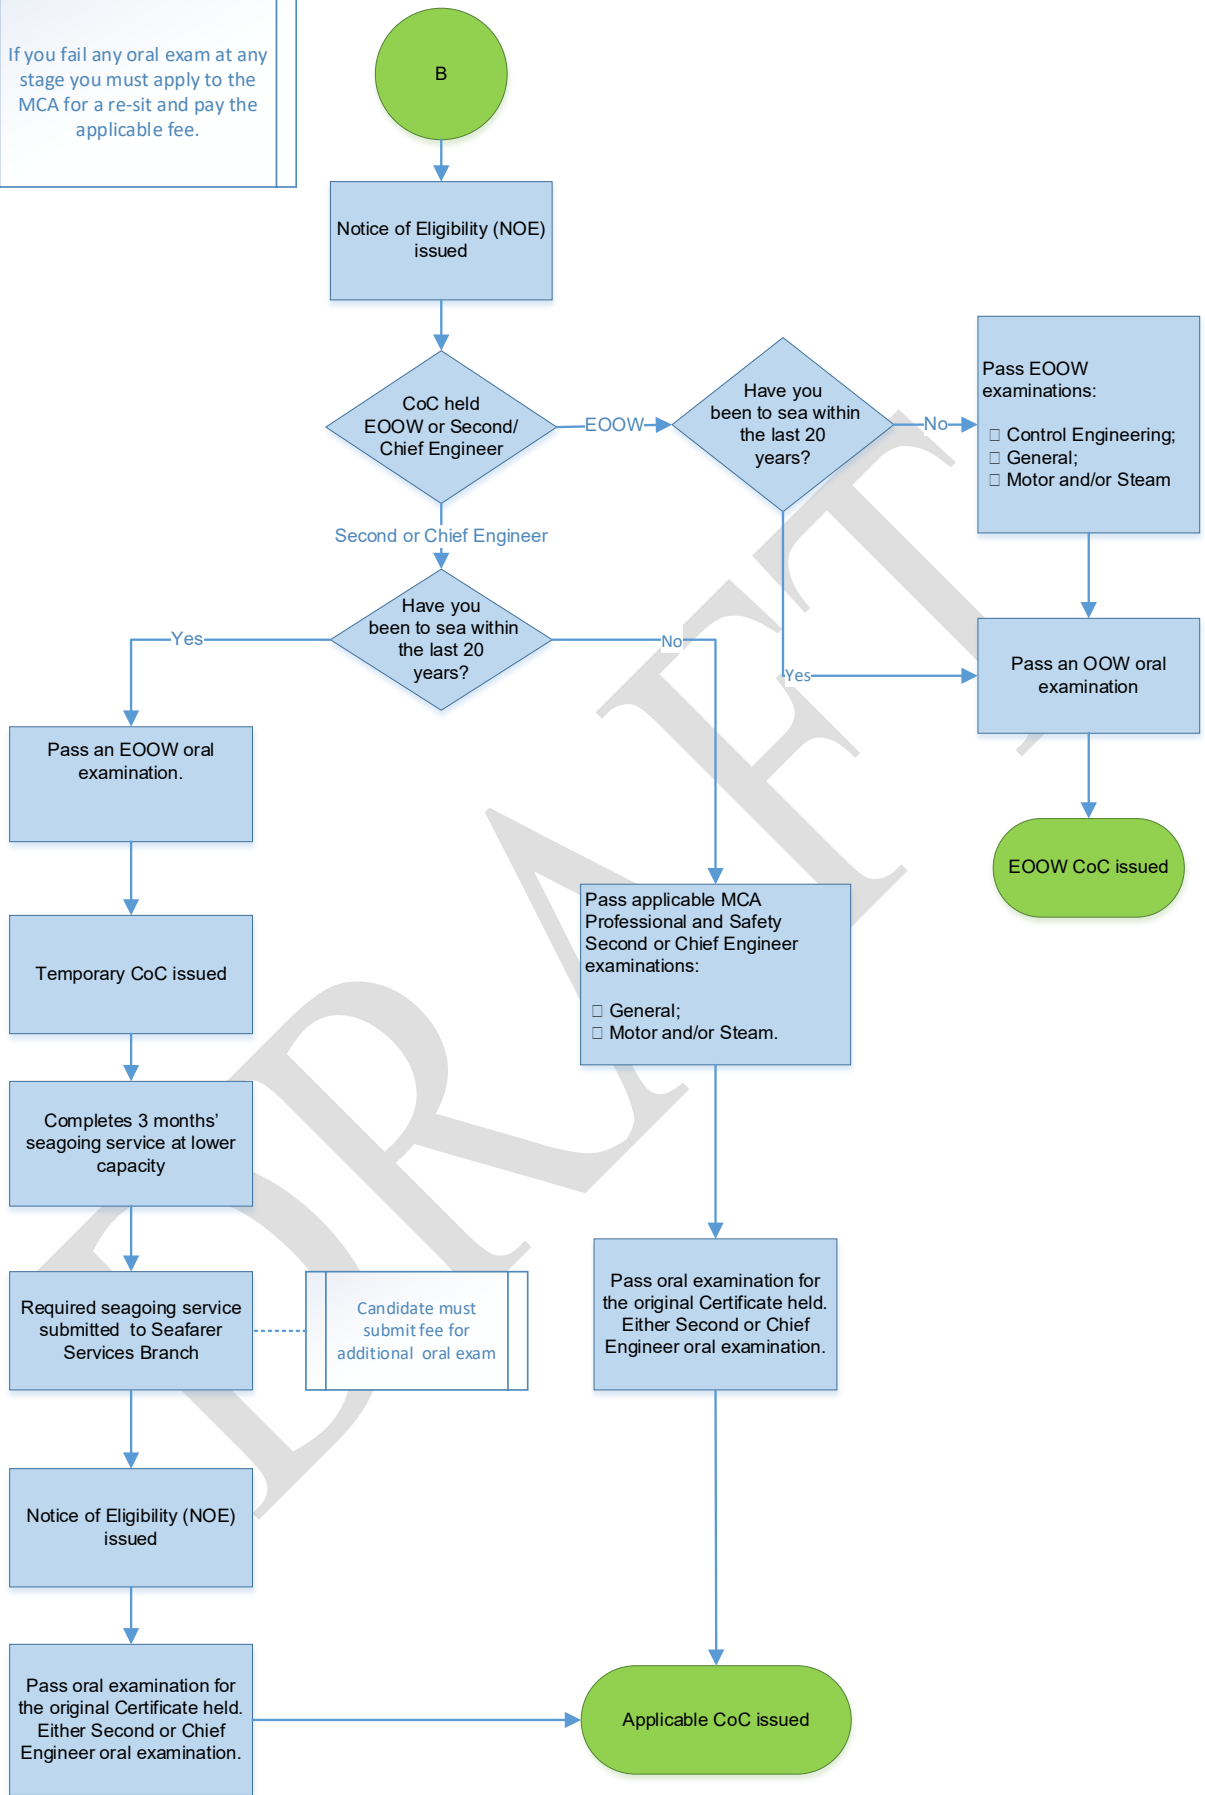 If you fail any oral exam at any
stage you must apply to the
MCA for a re-sit and pay the
applicable fee.
B
Notice of Eligibility (NOE)
issued
CoC held
EOOW or Second/
Chief Engineer
EOOW
Have you
been to sea within
the last 20
years?
No
Pass EOOW
examinations:
Control Engineering;
General;
Motor and/or Steam
Second or Chief Engineer
Have you
been to sea within
the last 20
years?
Yes
No
Yes
Pass an OOW oral
examination
EOOW CoC issued
Pass an EOOW oral
examination.
Temporary CoC issued
Pass applicable MCA
Professional and Safety
Second or Chief Engineer
examinations:
General;
Motor and/or Steam.
Completes 3 months’
seagoing service at lower
capacity
Required seagoing service
submitted to Seafarer
Services Branch
Candidate must
submit fee for
additional oral exam
Pass oral examination for
the original Certificate held.
Either Second or Chief
Engineer oral examination.
Notice of Eligibility (NOE)
issued
Pass oral examination for
the original Certificate held.
Either Second or Chief
Engineer oral examination.
Applicable CoC issued
DRAFT